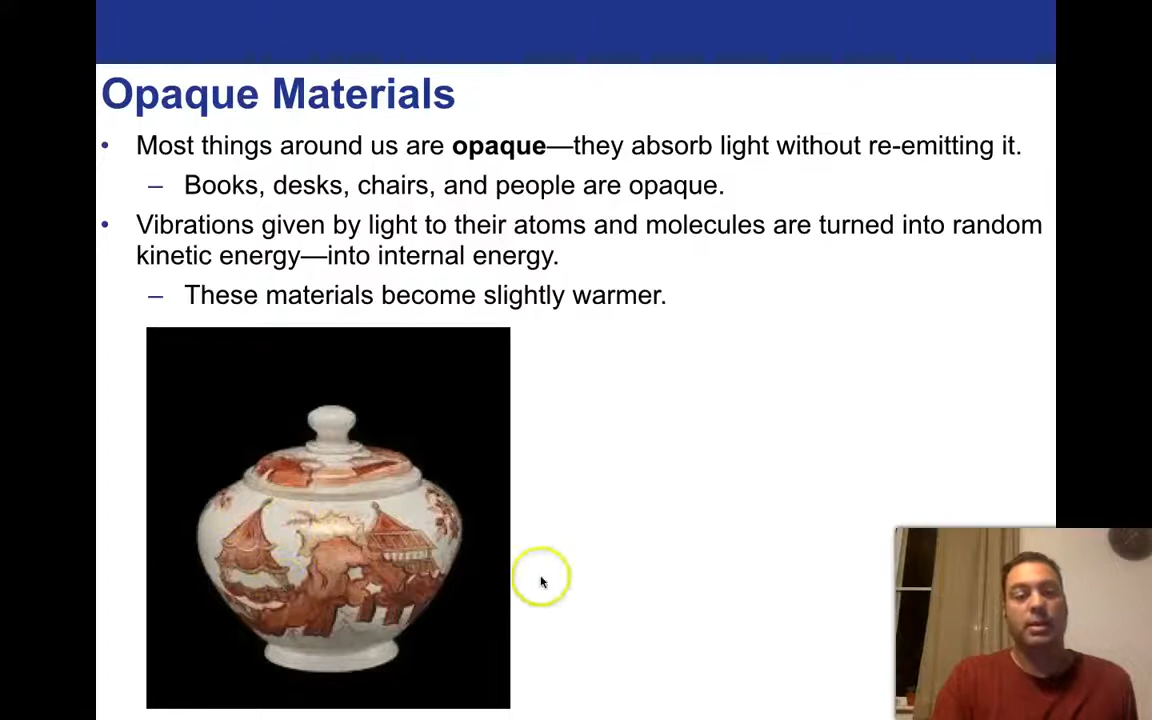 Opaque Materials
• Most things around us are opaque—they absorb light without re-emitting it.
– Books, desks, chairs, and people are opaque.
• Vibrations given by light to their atoms and molecules are turned into random
kinetic energy—into internal energy.
– These materials become slightly warmer.